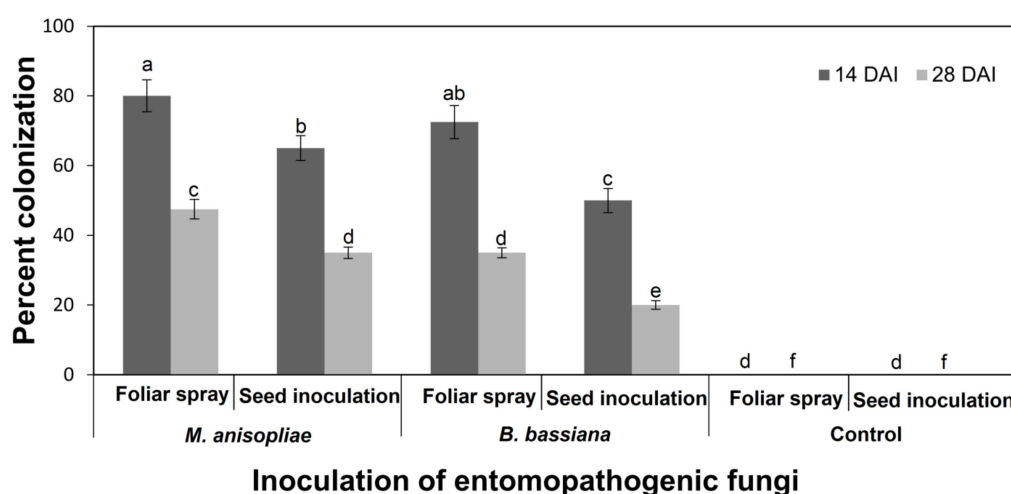 100
a
14 DAI 28 DAI
80
ab
b
60
c
c
40
d
d
20
e
0
d f d f
Percent colonization
Foliar spray Seed inoculation Foliar spray Seed inoculation Foliar spray Seed inoculation
M. anisopliae B. bassiana Control
Inoculation of entomopathogenic fungi